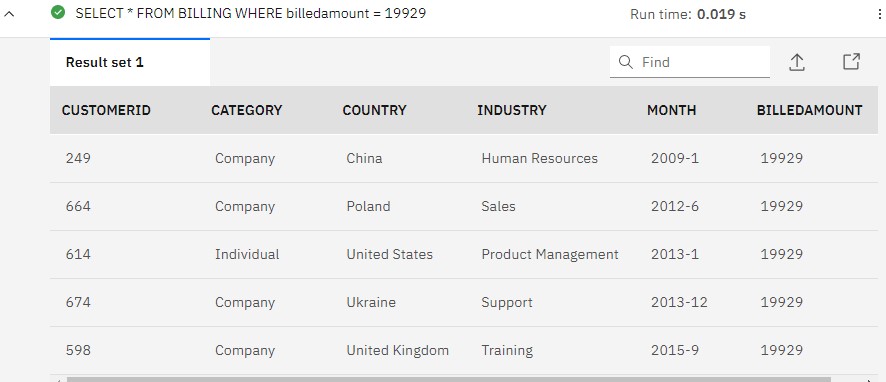 SELECT * FROM BILLING WHERE billedamount = 19929 Run time: 0.019 s
Result set 1 Find
CUSTOMERID CATEGORY COUNTRY INDUSTRY MONTH BILLEDAMOUNT
249 Company China Human Resources 2009-1 19929
664 Company Poland Sales 2012-6 19929
614 Individual United States Product Management 2013-1 19929
674 Company Ukraine Support 2013-12 19929
598 Company United Kingdom Training 2015-9 19929